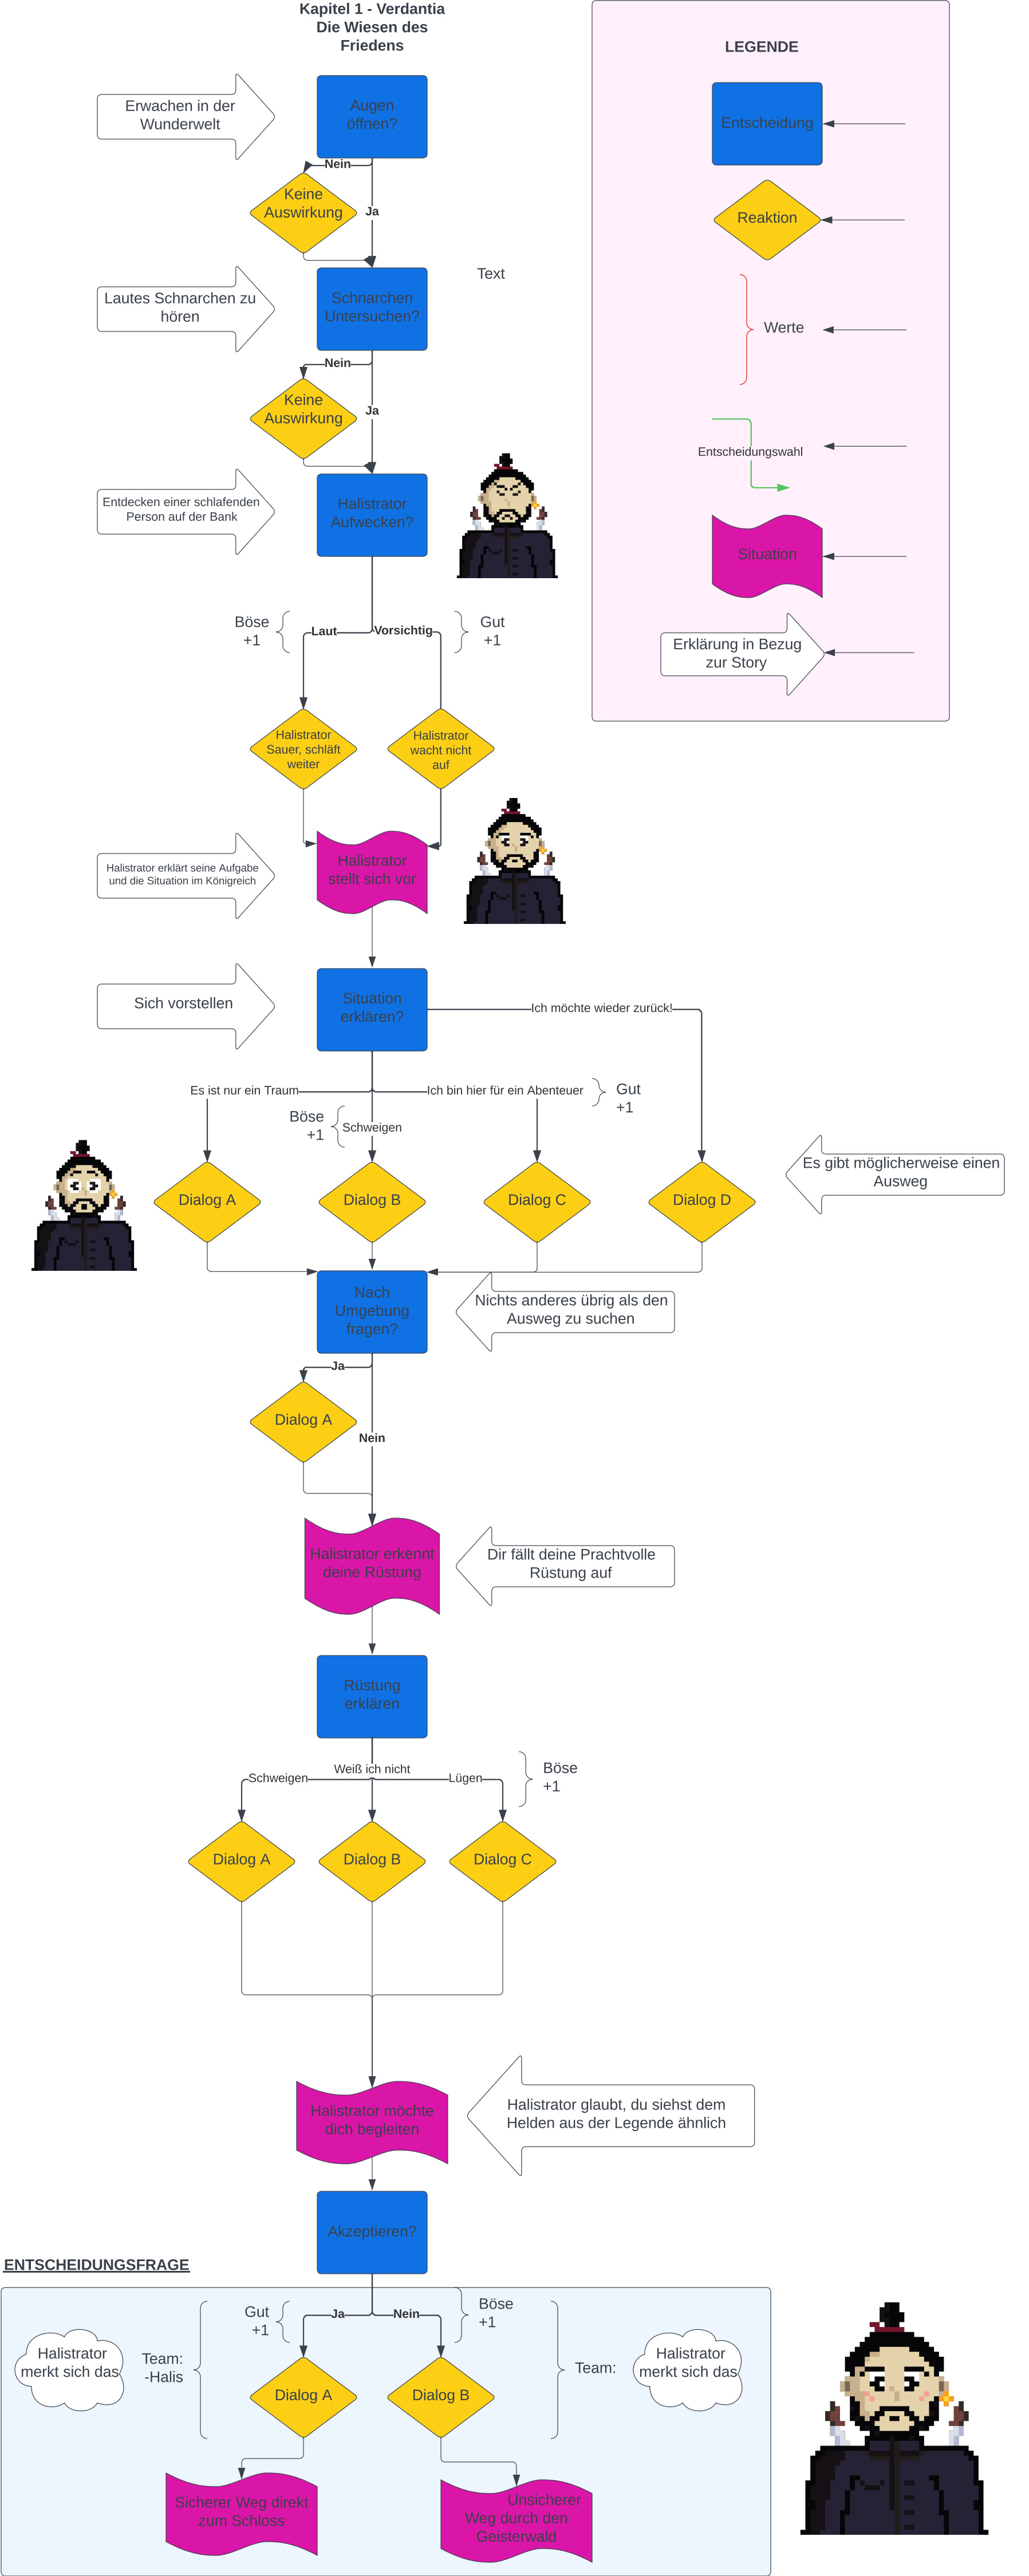 Kapitel 1 - Verdantia
Die Wiesen des
Friedens
LEGENDE
Entscheidung
Reaktion
Werte
Entscheidungswahl
Situation
Erklärung in Bezug
zur Story
Erwachen in der
Wunderwelt
Augen
öffnen?
Nein
Keine
Auswirkung
Ja
Text
Lautes Schnarchen zu
hören
Schnarchen
Untersuchen?
Nein
Keine
Auswirkung
Ja
Entdecken einer schlafenden
Person auf der Bank
Halistrator
Aufwecken?
Böse
+1
Laut
Vorsichtig
Gut
+1
Halistrator
Sauer, schläft
weiter
Halistrator
wacht nicht
auf
Halistrator erklärt seine Aufgabe
und die Situation im Königreich
Halistrator
stellt sich vor
Sich vorstellen
Situation
erklären?
Ich möchte wieder zurück!
Es ist nur ein Traum
Ich bin hier für ein Abenteuer
Gut
+1
Böse
+1
Schweigen
Dialog A
Dialog B
Dialog C
Dialog D
Es gibt möglicherweise einen
Ausweg
Nach
Umgebung
fragen?
Nichts anderes übrig als den
Ausweg zu suchen
Ja
Dialog A
Nein
Halistrator erkennt
deine Rüstung
Dir fällt deine Prachtvolle
Rüstung auf
Rüstung
erklären
Schweigen
Weiß ich nicht
Lügen
Böse
+1
Dialog A
Dialog B
Dialog C
Halistrator möchte
dich begleiten
Halistrator glaubt, du siehst dem
Helden aus der Legende ähnlich
Akzeptieren?
ENTSCHEIDUNGSFRAGE
Gut
+1
Ja
Nein
Böse
+1
Halistrator
merkt sich das
Team:
-Halis
Dialog A
Dialog B
Team:
Halistrator
merkt sich das
Sicherer Weg direkt
zum Schloss
Unsicherer
Weg durch den
Geisterwald